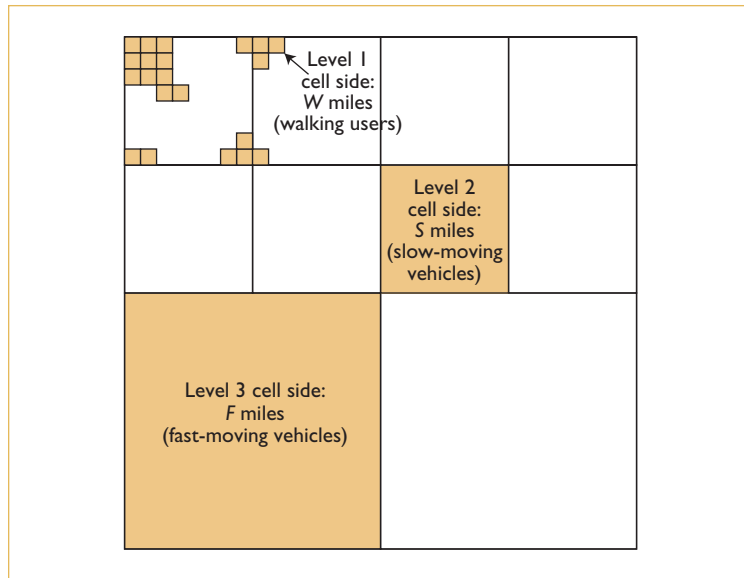 Level 1
cell side:
W miles
(walking users)
Level 2
cell side:
S miles
(slow-moving
vehicles)
Level 3 cell side:
F miles
(fast-moving vehicles)